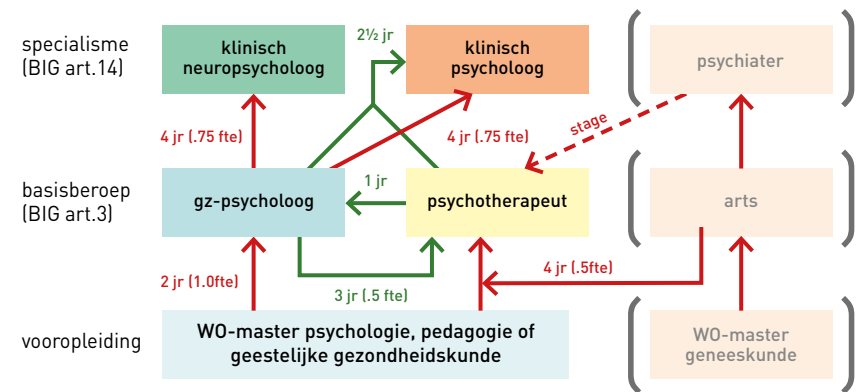 specialisme
(BIG art.14)
klinisch
neuropsycholoog
2½ jr
klinisch
psycholoog
psychiater
4 jr (.75 fte)
4 jr (.75 fte)
stage
basisberoep
(BIG art.3)
gz-psycholoog
1 jr
psychotherapeut
arts
2 jr (1.0fte)
3 jr (.5 fte)
4 jr (.5fte)
vooropleiding
WO-master psychologie, pedagogie of
geestelijke gezondheidskunde
WO-master
geneeskunde